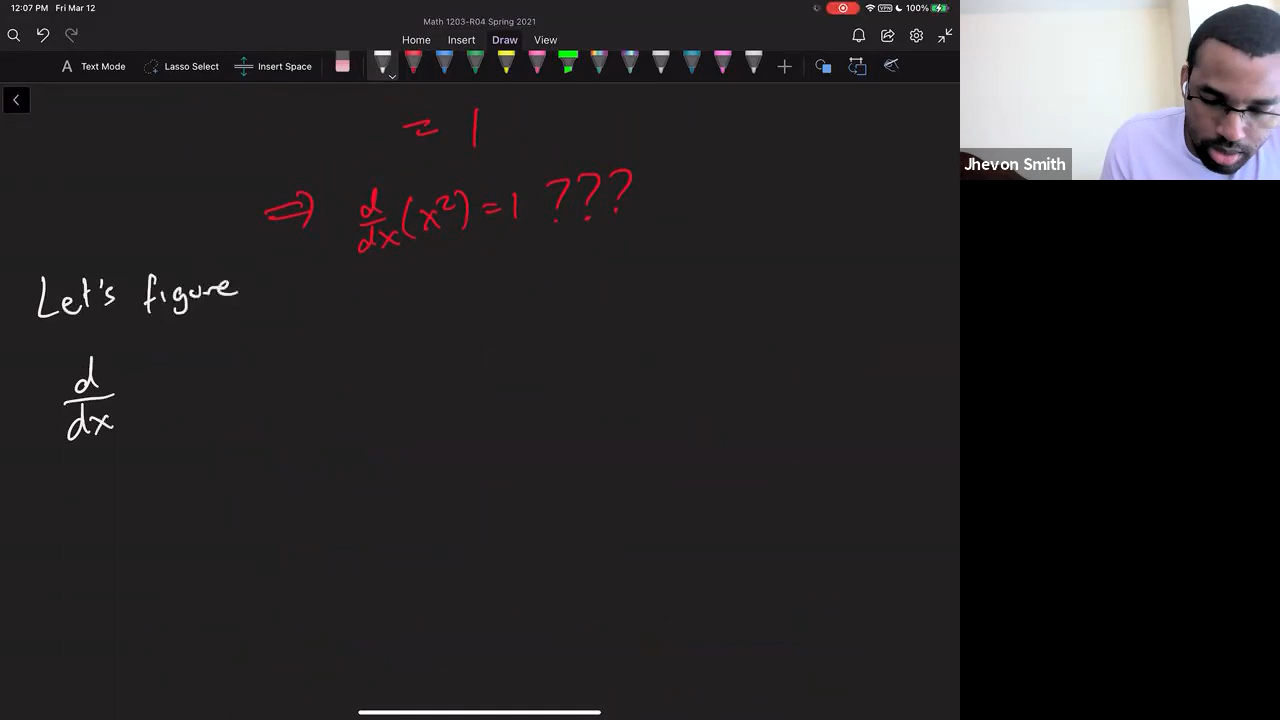 12:07 PM Fri Mar 12
100%
VPN
Math 1203-R04 Spring 2021
Home Insert Draw View
A Text Mode Lasso Select Insert Space
= 1
⇒ d/dx (x²) = 1 ???
Let's figure
d/dx
Jhevon Smith